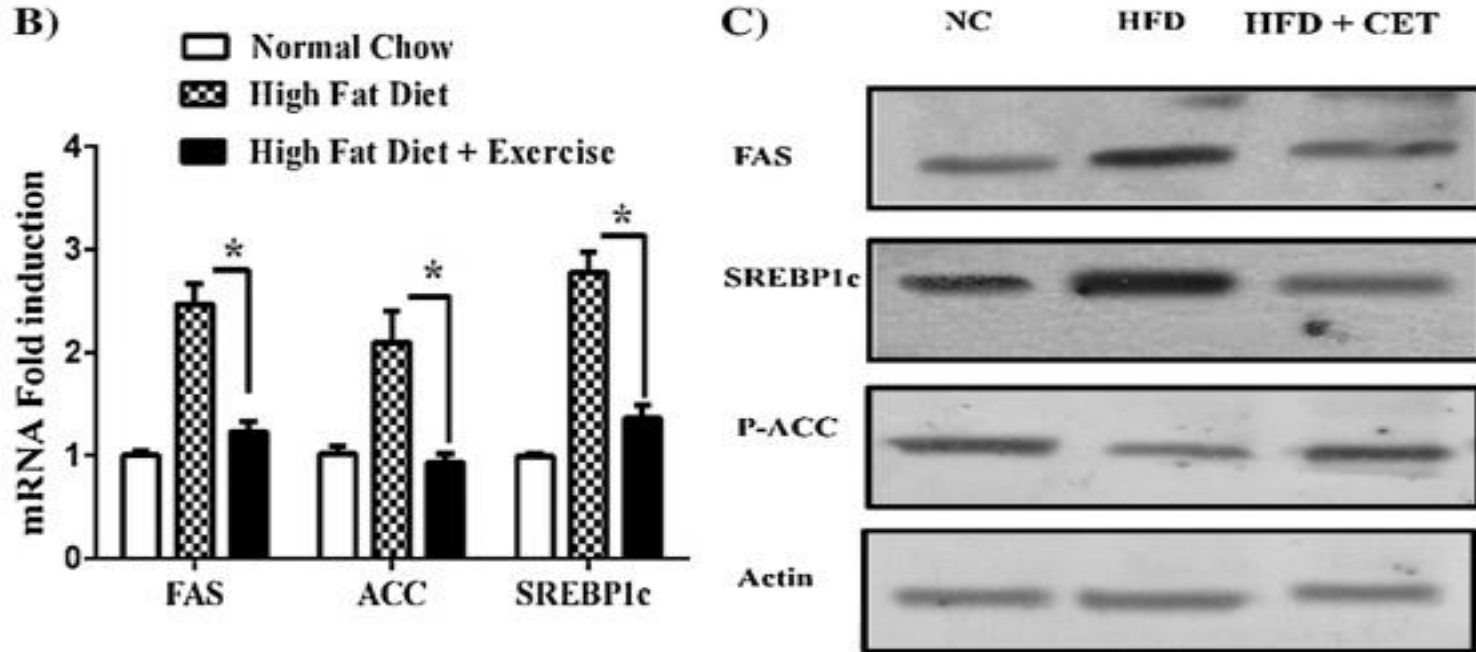 B)
Normal Chow
High Fat Diet
High Fat Diet + Exercise
mRNA Fold induction
4
3
2
1
0
*
*
*
FAS
ACC
SREBP1c
C)
NC HFD HFD + CET
FAS
SREBP1c
P-ACC
Actin